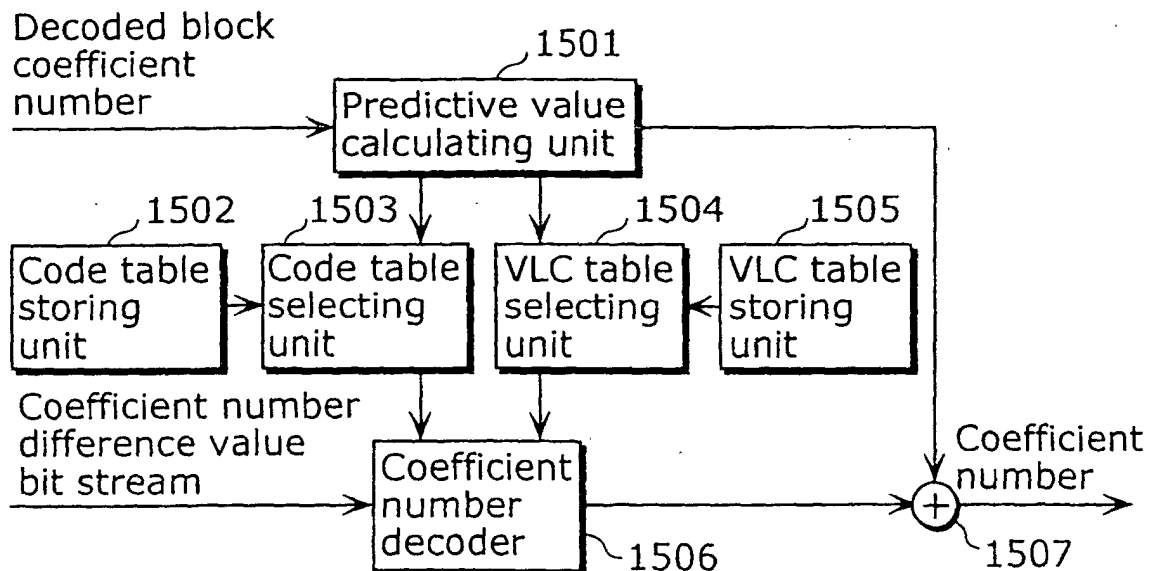 Decoded block
coefficient
number
1501
Predictive value
calculating unit
1502
1503
1504
1505
Code table
storing
unit
Code table
selecting
unit
VLC table
selecting
unit
VLC table
storing
unit
Coefficient number
difference value
bit stream
Coefficient
number
decoder
1506
Coefficient
number
+
1507